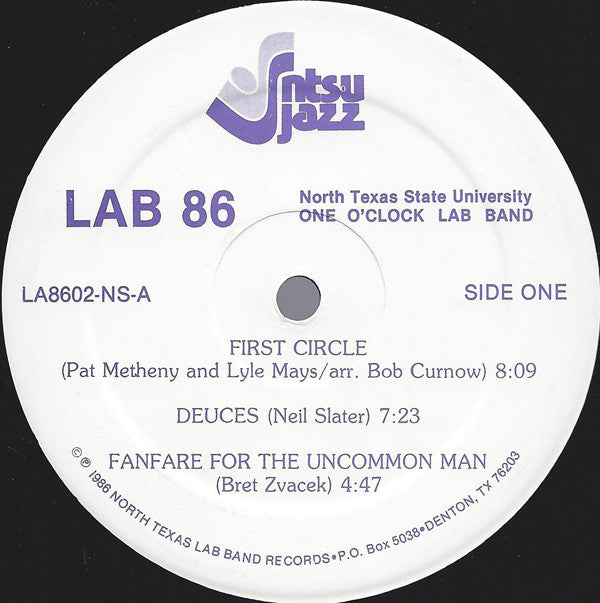 ntsu
jazz
LAB 86
North Texas State University
ONE O'CLOCK LAB BAND
LA8602-NS-A
SIDE ONE
FIRST CIRCLE
(Pat Metheny and Lyle Mays/arr. Bob Curnow) 8:09
DEUCES (Neil Slater) 7:23
FANFARE FOR THE UNCOMMON MAN
(Bret Zvacek) 4:47
© ℗ 1986 NORTH TEXAS LAB BAND RECORDS•P.O. Box 5038•DENTON, TX 76203